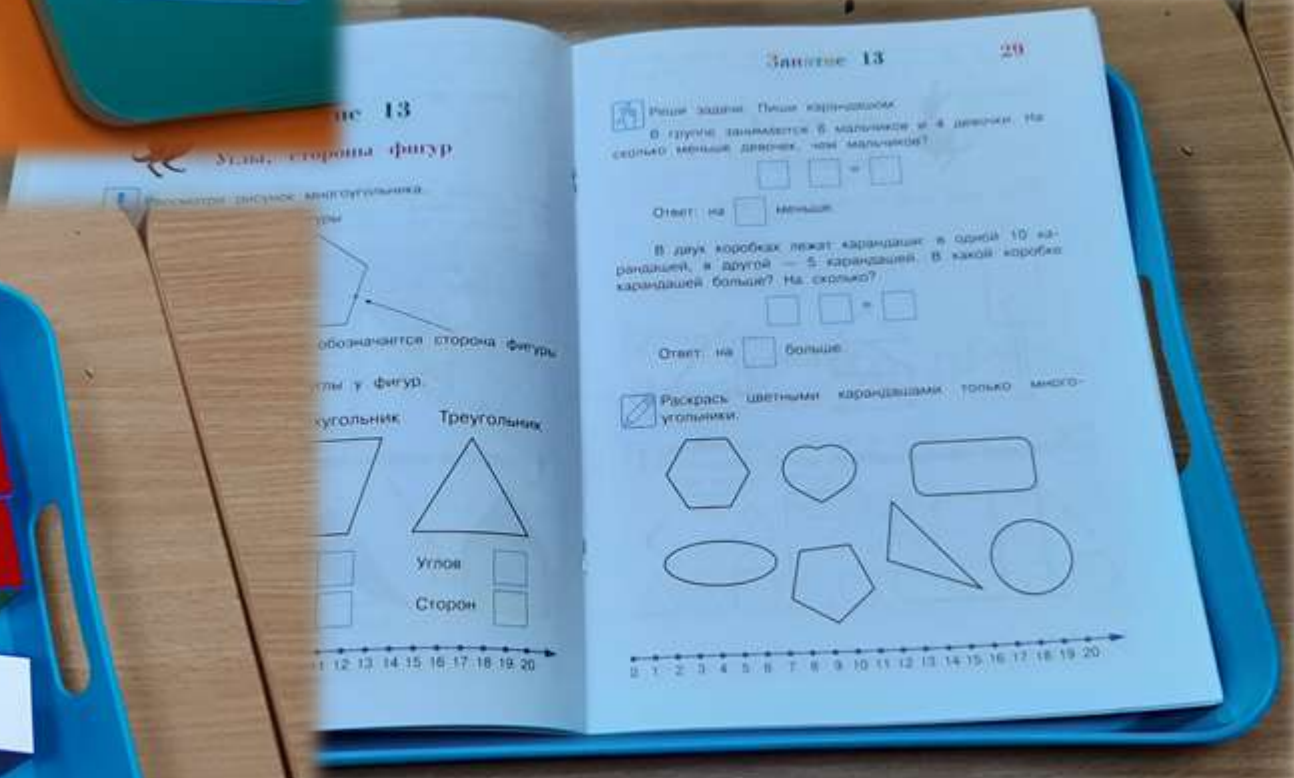 13
Углы, стороны фигур
рисунок многоугольника.
обозначается сторона фигуры
у фигур.
Треугольник
Углов
Сторон
12 13 14 15 16 17 18 19 20
Занятие 13
29
Реши задачи. Пиши карандашом.
В группе занимаются 6 мальчиков и 4 девочки. На
сколько меньше девочек, чем мальчиков?
=
Ответ: на меньше.
В двух коробках лежат карандаши: в одной 10 ка-
рандашей, в другой — 5 карандашей. В какой коробке
карандашей больше? На сколько?
=
Ответ: на больше.
Раскрась цветными карандашами только много-
угольники.
0 1 2 3 4 5 6 7 8 9 10 11 12 13 14 15 16 17 18 19 20